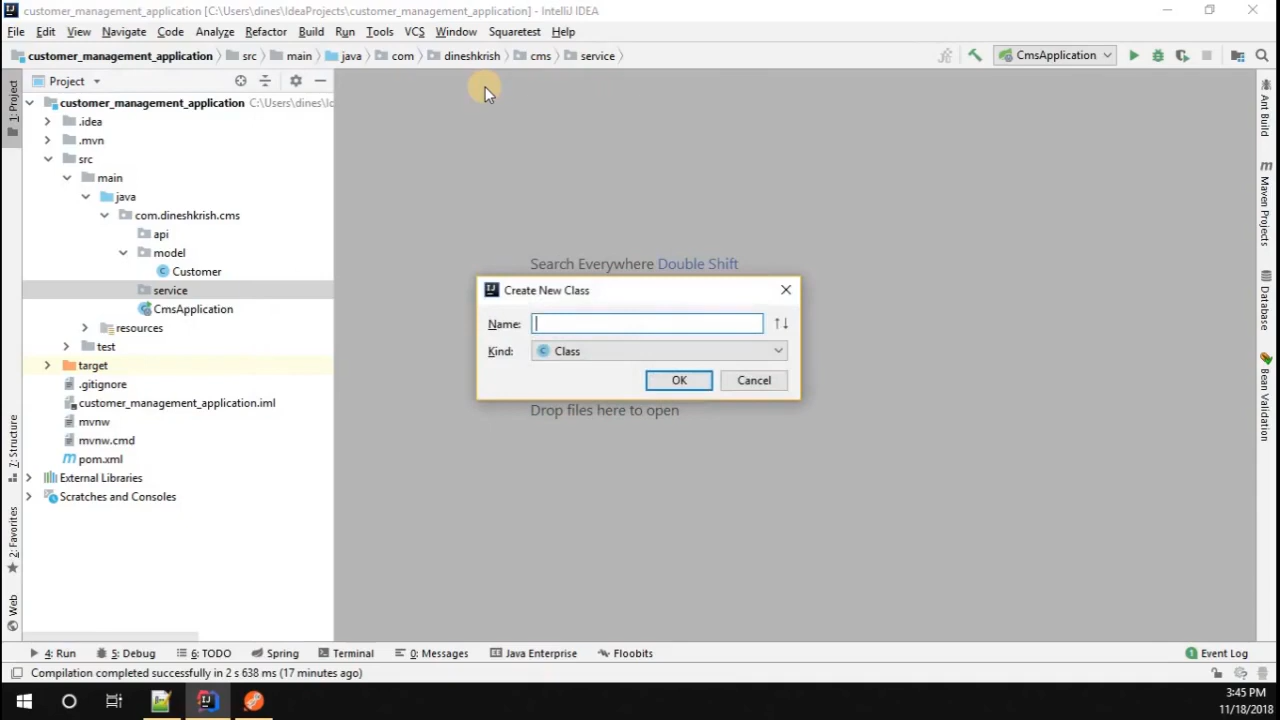 customer_management_application [C:\Users\dines\IdeaProjects\customer_management_application] - IntelliJ IDEA
File Edit View Navigate Code Analyze Refactor Build Run Tools VCS Window Squaretest Help
customer_management_application src main java com dineshkrish cms service CmsApplication
1: Project
Project
customer_management_application C:\Users\dines\Id
.idea
.mvn
src
main
java
com.dineshkrish.cms
api
model
Customer
service
CmsApplication
resources
test
target
.gitignore
customer_management_application.iml
mvnw
mvnw.cmd
pom.xml
External Libraries
Scratches and Consoles
7: Structure
2: Favorites
Web
Search Everywhere Double Shift
Create New Class
Name:
Kind: Class
OK Cancel
Drop files here to open
Ant Build
Maven Projects
Database
Bean Validation
4: Run 5: Debug 6: TODO Spring Terminal 0: Messages Java Enterprise Floobits 1 Event Log
Compilation completed successfully in 2 s 638 ms (17 minutes ago)
3:45 PM
11/18/2018